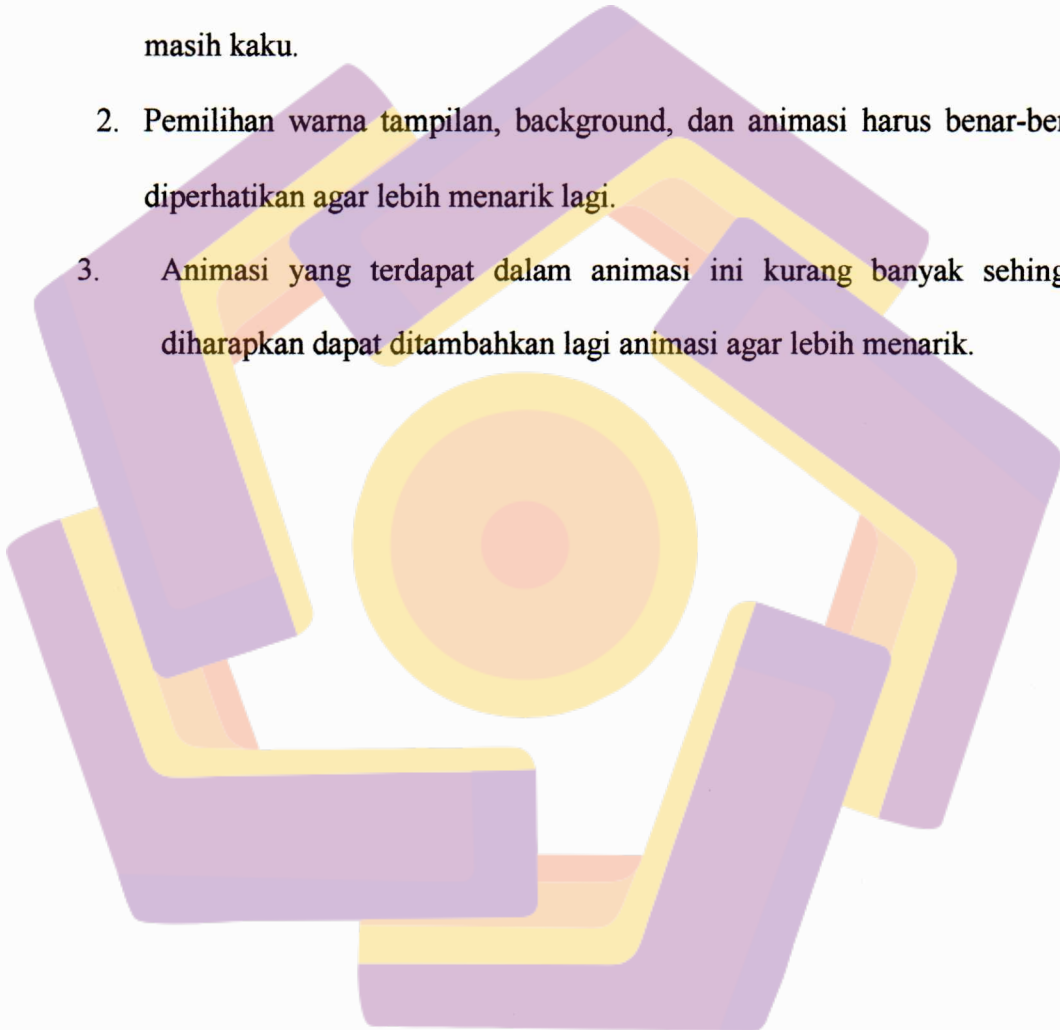 masih kaku.
2. Pemilihan warna tampilan, background, dan animasi harus benar-ber
diperhatikan agar lebih menarik lagi.
3. Animasi yang terdapat dalam animasi ini kurang banyak sehing
diharapkan dapat ditambahkan lagi animasi agar lebih menarik.